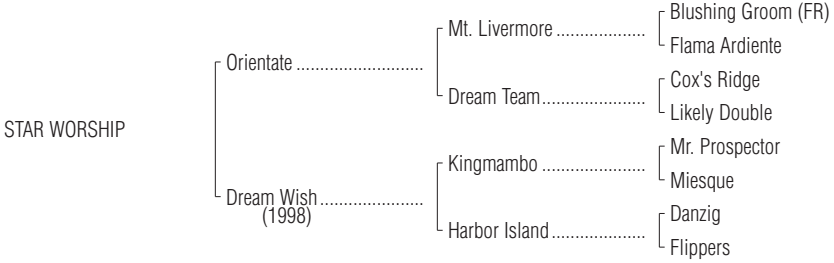 Blushing Groom (FR)
Mt. Livermore ....................
Flama Ardiente
Orientate ..........................
Cox's Ridge
Dream Team.......................
Likely Double
STAR WORSHIP
Mr. Prospector
Kingmambo .......................
Miesque
Dream Wish.....................
(1998)
Danzig
Harbor Island.....................
Flippers